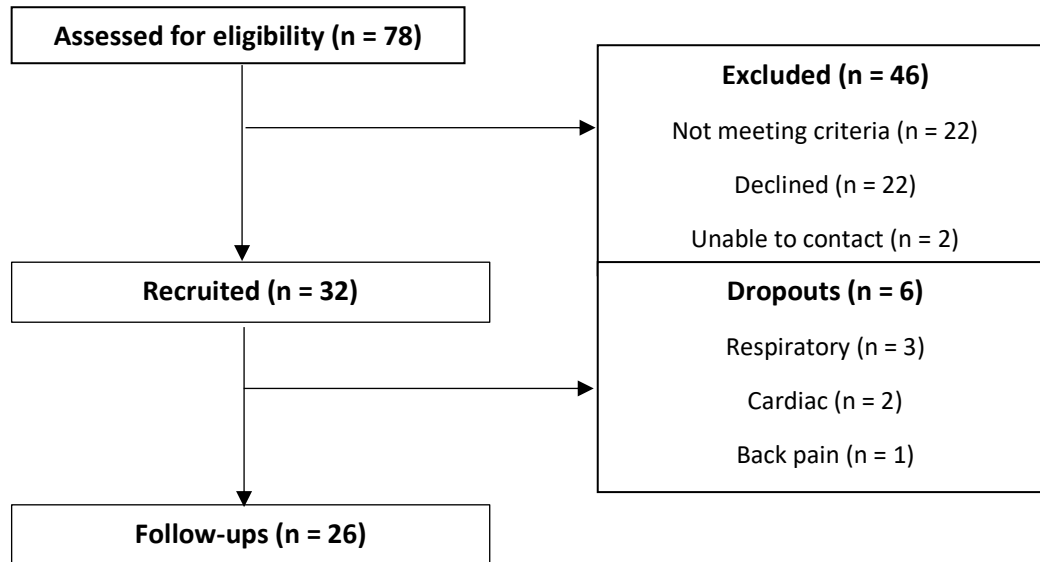 Assessed for eligibility (n = 78)
Excluded (n = 46)
Not meeting criteria (n = 22)
Declined (n = 22)
Unable to contact (n = 2)
Recruited (n = 32)
Dropouts (n = 6)
Respiratory (n = 3)
Cardiac (n = 2)
Back pain (n = 1)
Follow-ups (n = 26)